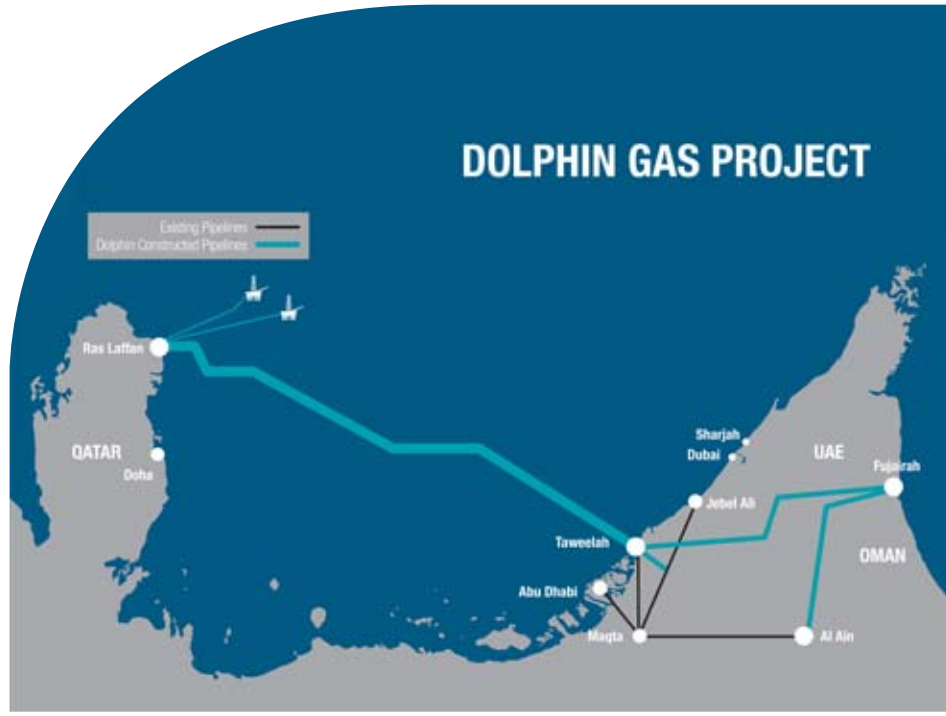 DOLPHIN GAS PROJECT
Existing Pipelines
Dolphin Constructed Pipelines
Ras Laffan
QATAR
Doha
Sharjah
Dubai
UAE
Fujairah
Jebel Ali
Taweelah
OMAN
Abu Dhabi
Maqta
Al Ain